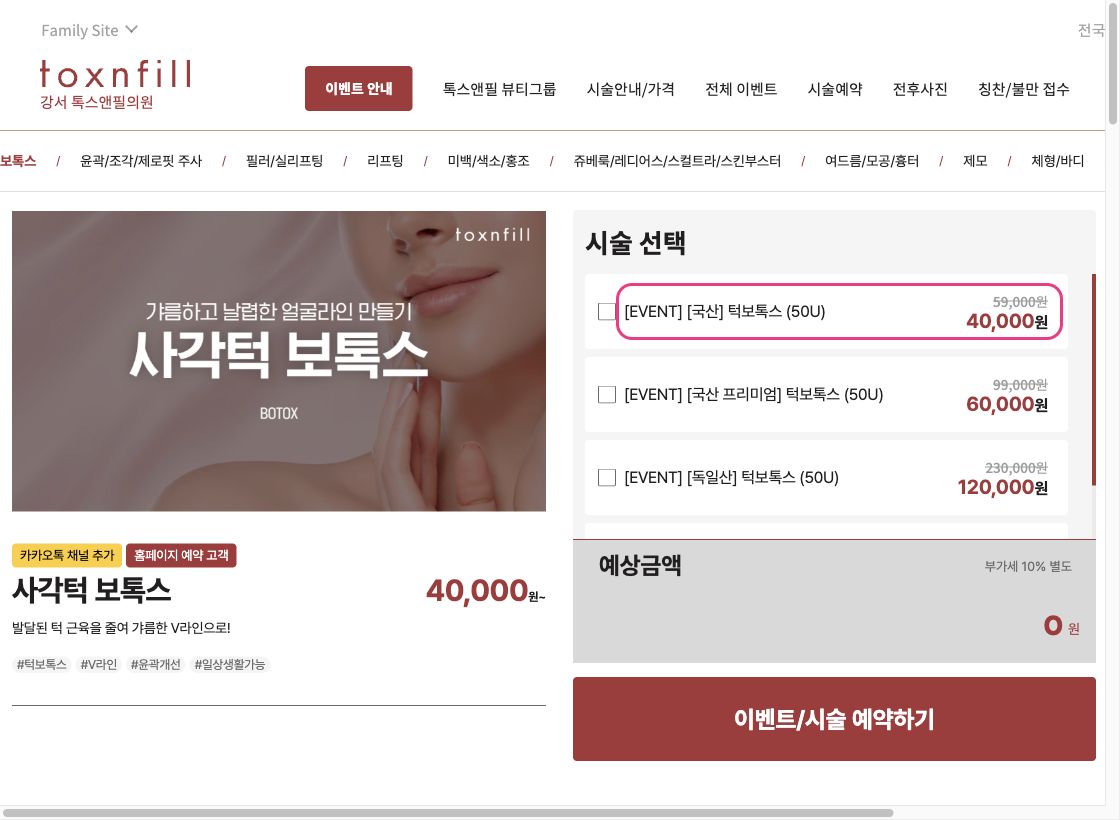 Family Site
전국
toxnfill
강서 톡스앤필의원
이벤트 안내
톡스앤필 뷰티그룹
시술안내/가격
전체 이벤트
시술예약
전후사진
칭찬/불만 접수
보톡스 / 윤곽/조각/제로핏 주사 / 필러/실리프팅 / 리프팅 / 미백/색소/홍조 / 쥬베룩/레디어스/스컬트라/스킨부스터 / 여드름/모공/흉터 / 제모 / 체형/바디
toxnfill
갸름하고 날렵한 얼굴라인 만들기
사각턱 보톡스
BOTOX
카카오톡 채널 추가
홈페이지 예약 고객
사각턱 보톡스
40,000원~
발달된 턱 근육을 줄여 갸름한 V라인으로!
#턱보톡스 #V라인 #윤곽개선 #일상생활가능
시술 선택
[EVENT] [국산] 턱보톡스 (50U)
59,000원
40,000원
[EVENT] [국산 프리미엄] 턱보톡스 (50U)
99,000원
60,000원
[EVENT] [독일산] 턱보톡스 (50U)
230,000원
120,000원
예상금액
부가세 10% 별도
0 원
이벤트/시술 예약하기